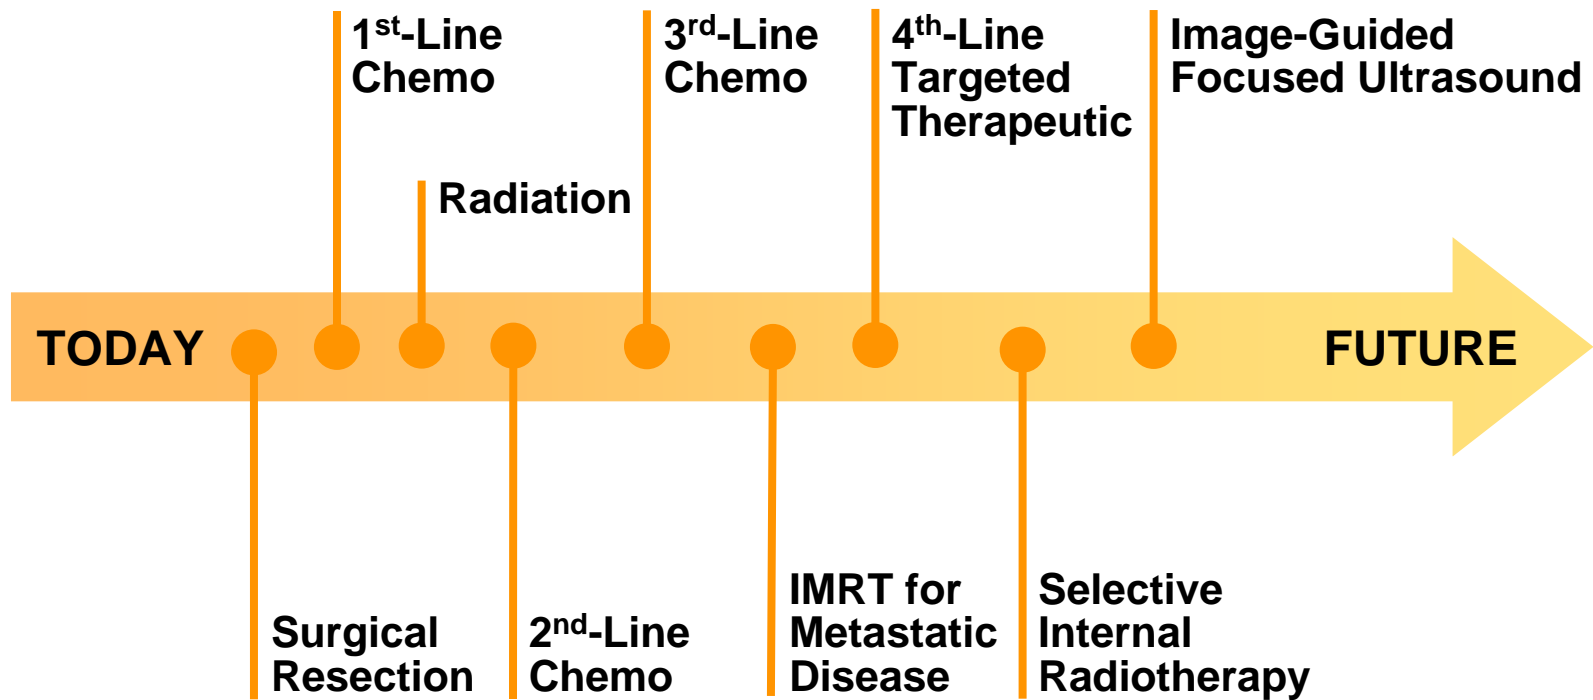 1st-Line
Chemo
3rd-Line
Chemo
4th-Line
Targeted
Therapeutic
Image-Guided
Focused Ultrasound
Radiation
TODAY
FUTURE
Surgical
Resection
2nd-Line
Chemo
IMRT for
Metastatic
Disease
Selective
Internal
Radiotherapy